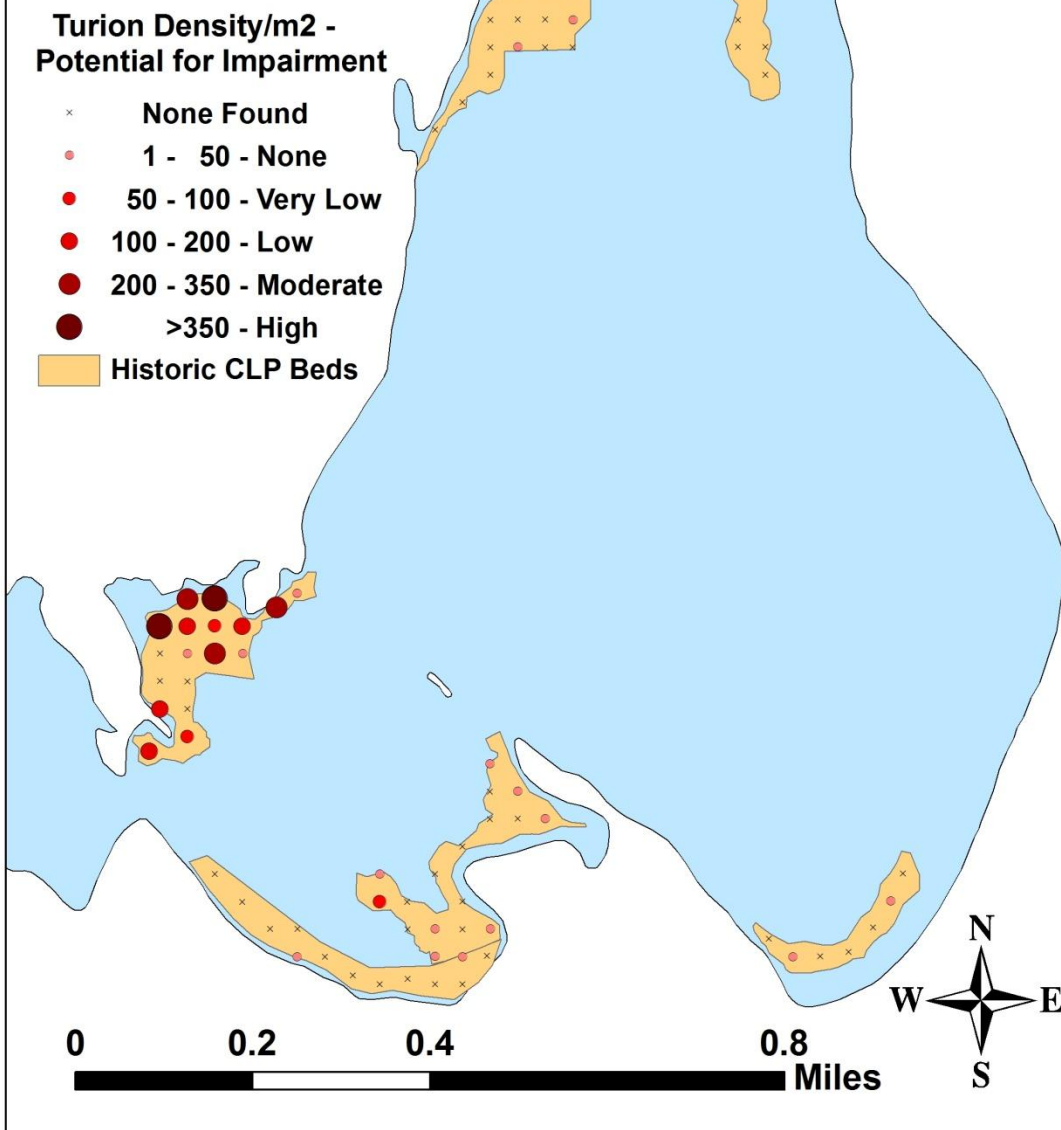 Turion Density/m2 -
Potential for Impairment
None Found
1 - 50 - None
50 - 100 - Very Low
100 - 200 - Low
200 - 350 - Moderate
>350 - High
Historic CLP Beds
N
W E
S
0 0.2 0.4 0.8
Miles